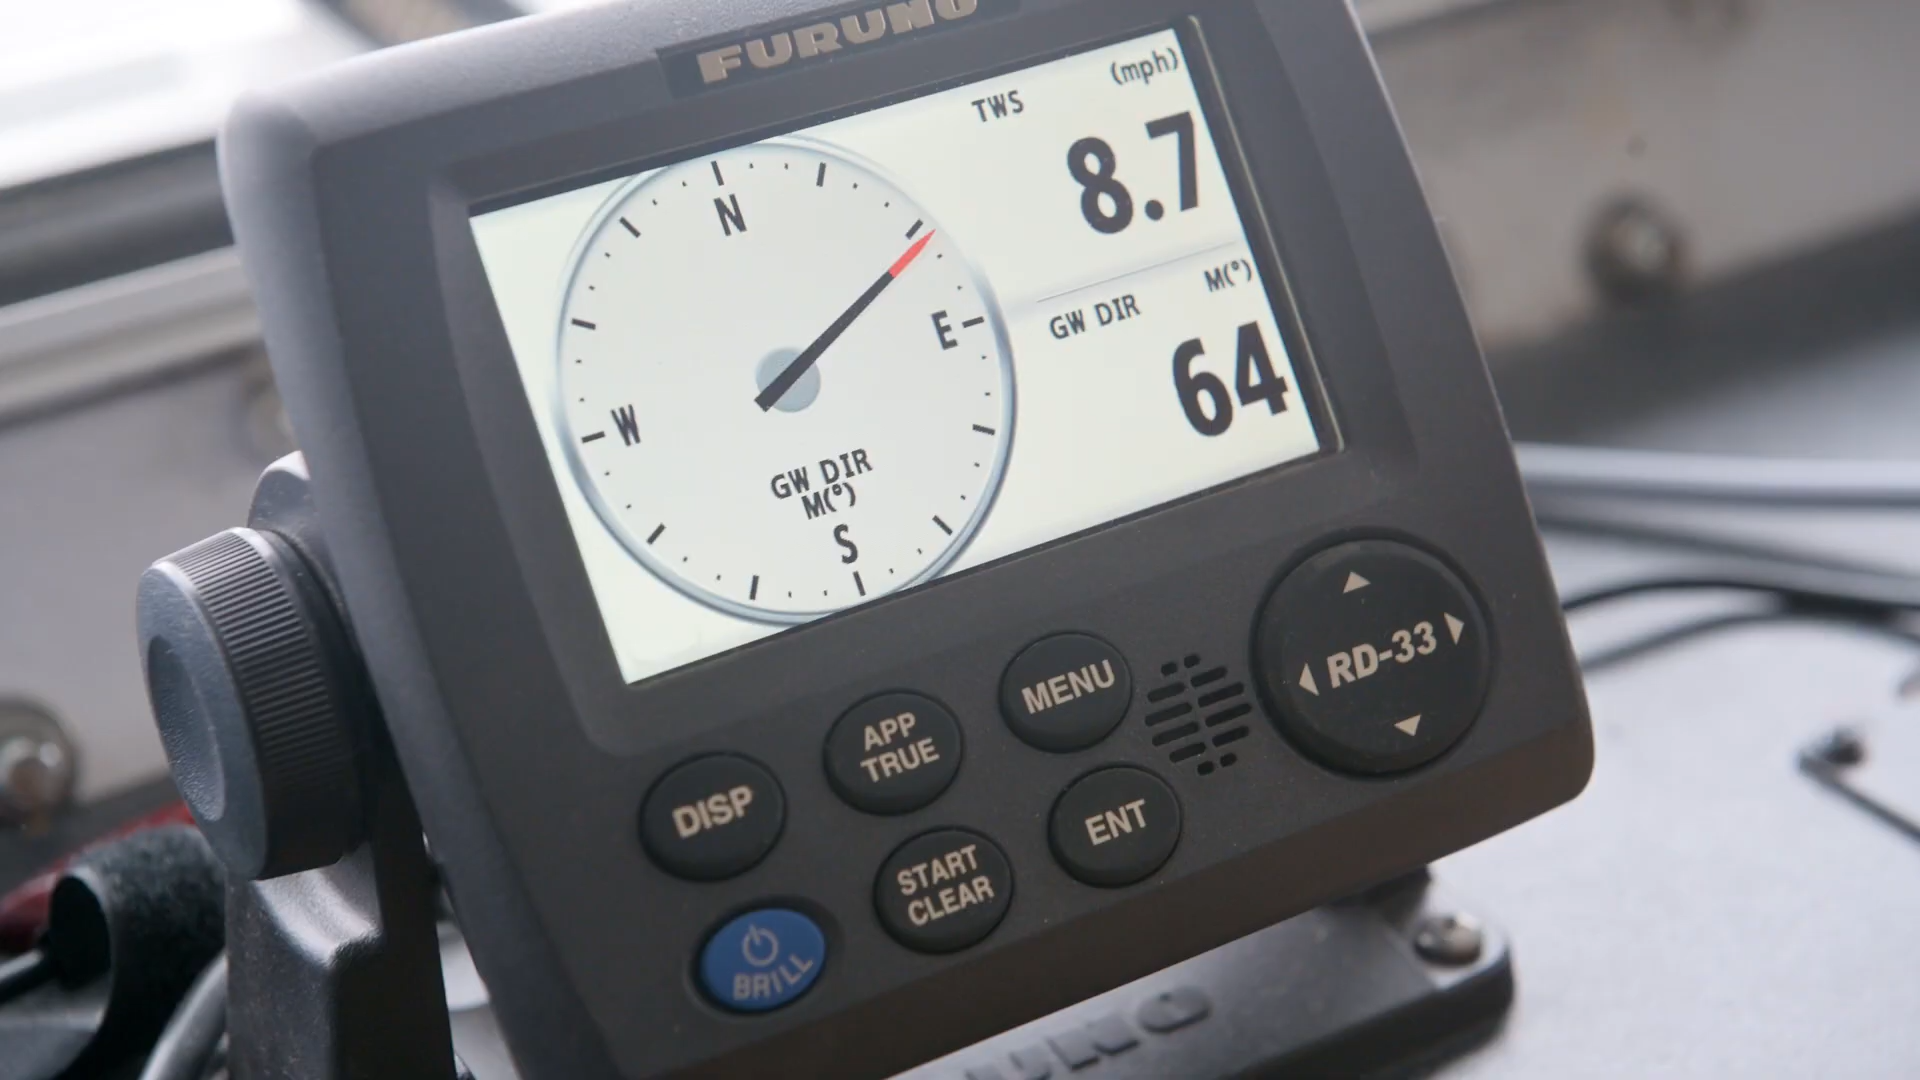 FURUNO
TWS (mph)
8.7
N
E
W
S
GW DIR
M(°)
GW DIR M(°)
64
DISP
APP
TRUE
MENU
BRILL
START
CLEAR
ENT
RD-33